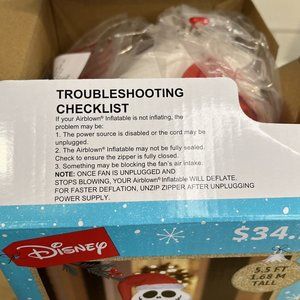 TROUBLESHOOTING
CHECKLIST
If your Airblown® Inflatable is not inflating, the
problem may be:
1. The power source is disabled or the cord may be
unplugged.
2. The Airblown® Inflatable may not be fully sealed.
Check to ensure the zipper is fully closed.
3. Something may be blocking the fan's air intake.
NOTE: ONCE FAN IS UNPLUGGED AND
STOPS BLOWING, YOUR Airblown® Inflatable WILL DEFLATE.
FOR FASTER DEFLATION, UNZIP ZIPPER AFTER UNPLUGGING
POWER SUPPLY.
DISNEY
$34.
5.5 FT
1.68 M
TALL